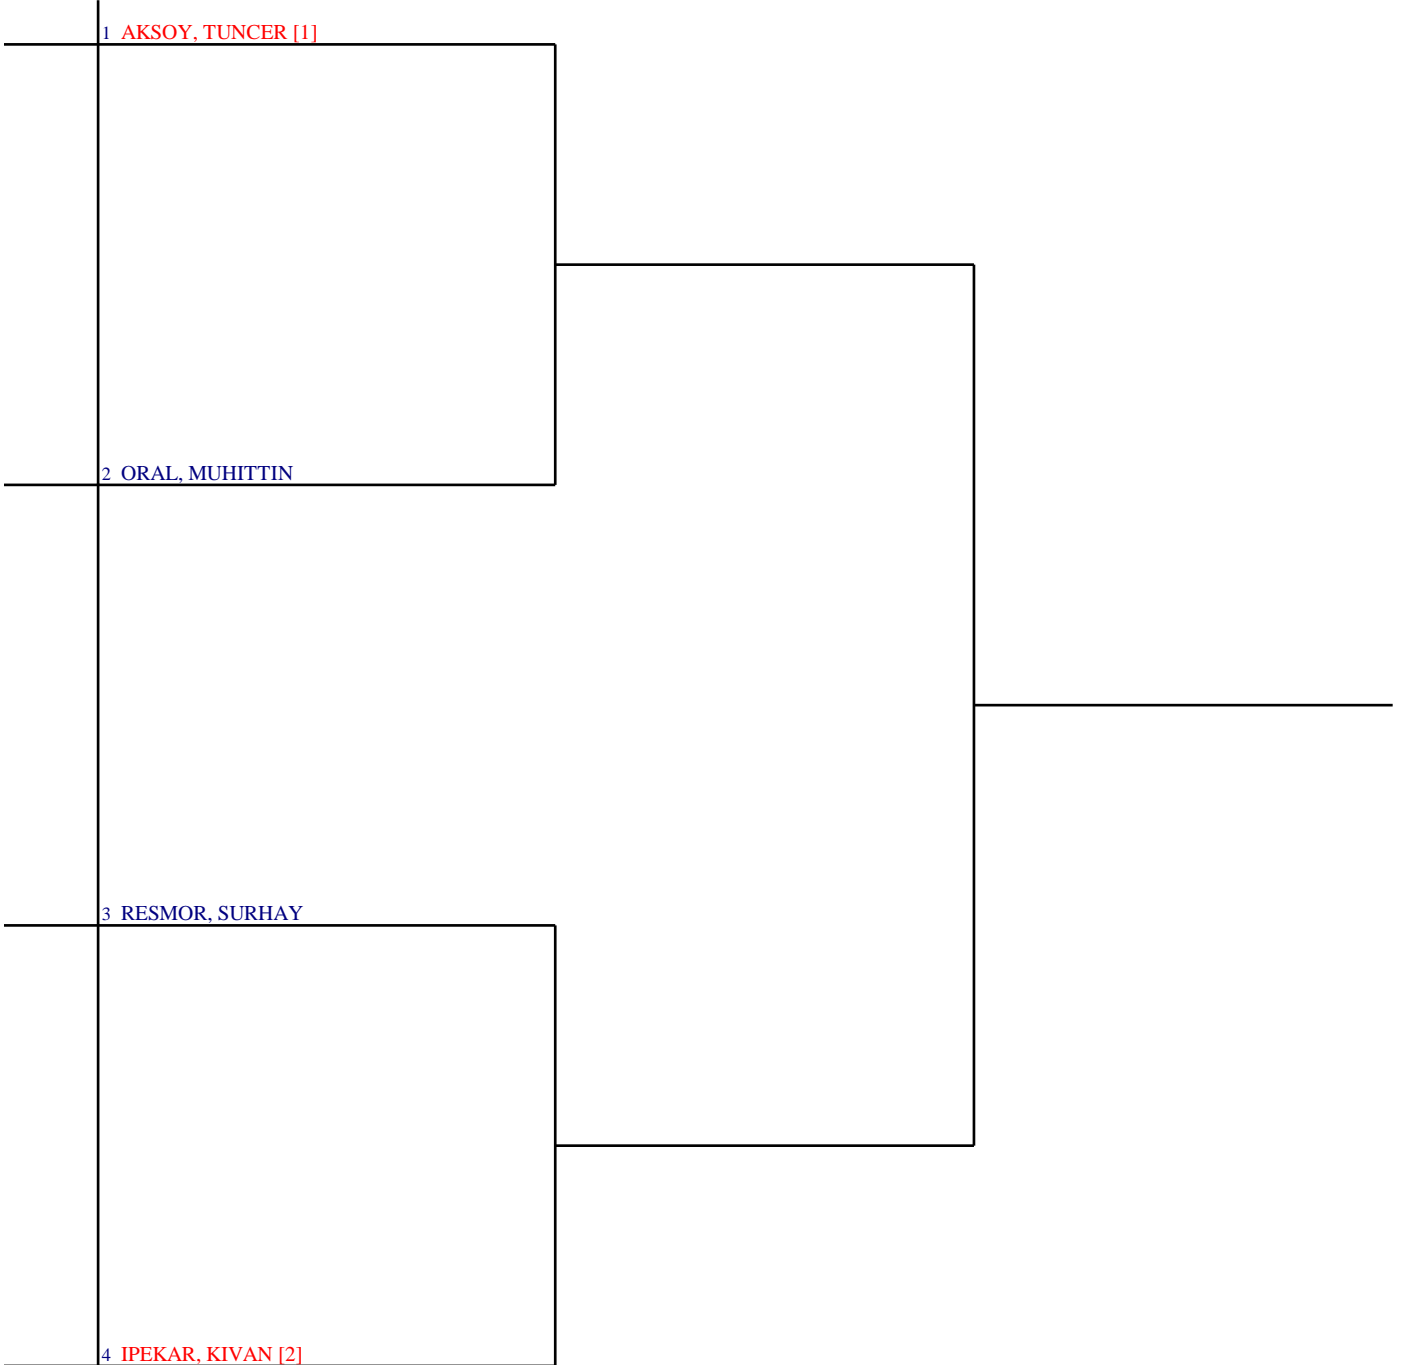 1 AKSOY, TUNCER [1]
2 ORAL, MUHITTIN
3 RESMOR, SURHAY
4 IPEKAR, KIVAN [2]